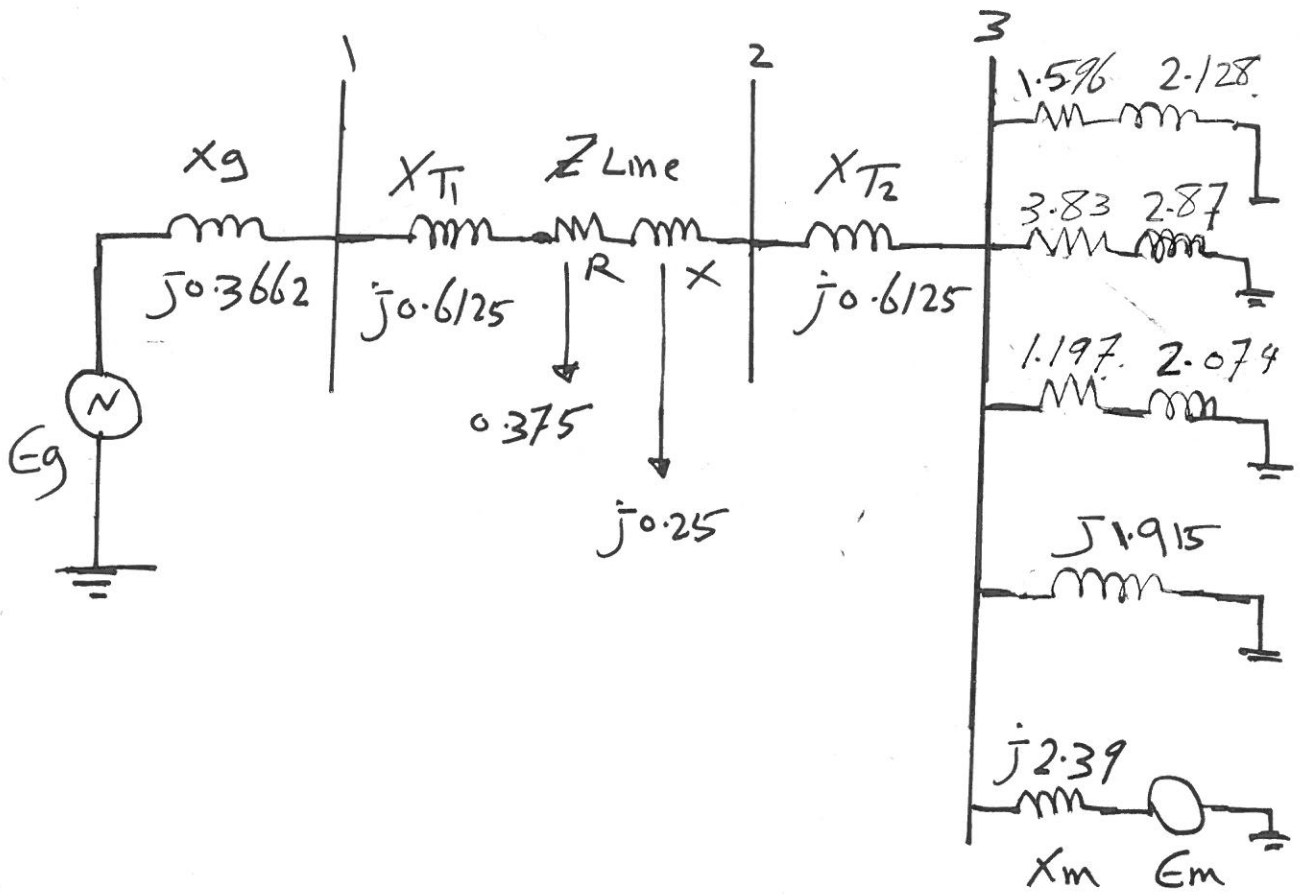 1
2
3
Xg
XT1
Z Line
XT2
1.596 2.128
3.83 2.87
j0.3662
j0.6125
R
X
j0.6125
1.197 2.074
0.375
Eg
j0.25
J1.915
j2.39
Xm Em
N